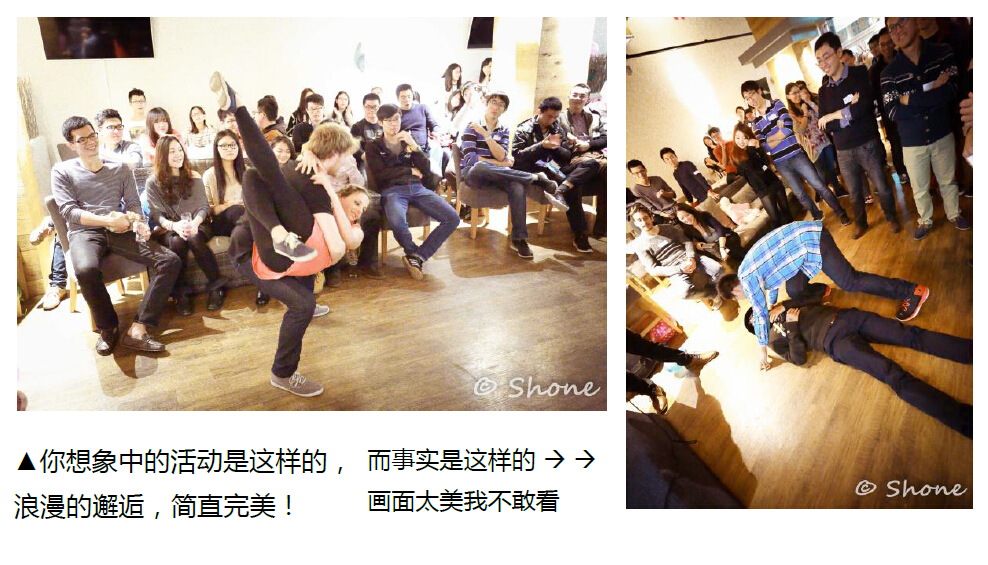 © Shone
© Shone
▲你想象中的活动是这样的，
浪漫的邂逅，简直完美！
而事实是这样的 → →
画面太美我不敢看